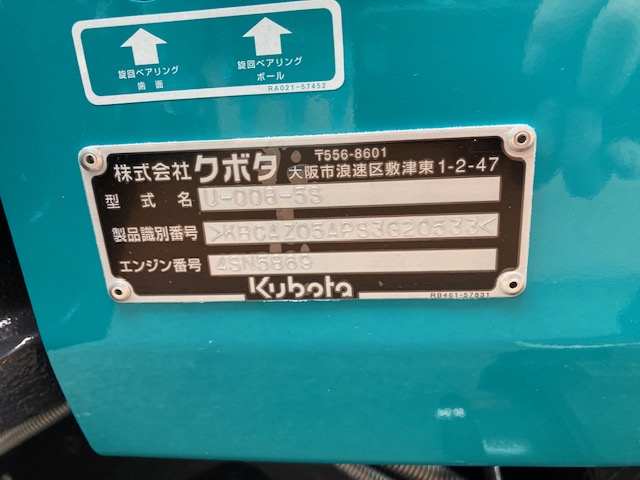 旋回ベアリング
歯面
旋回ベアリング
ボール
RA021-57452
株式会社クボタ
〒556-8601
大阪市浪速区敷津東1-2-47
型式名 U-008-5S
製品識別番号 >KBCAZ05APS3G20533<
エンジン番号 4SN5869
Kubota
RB461-57831